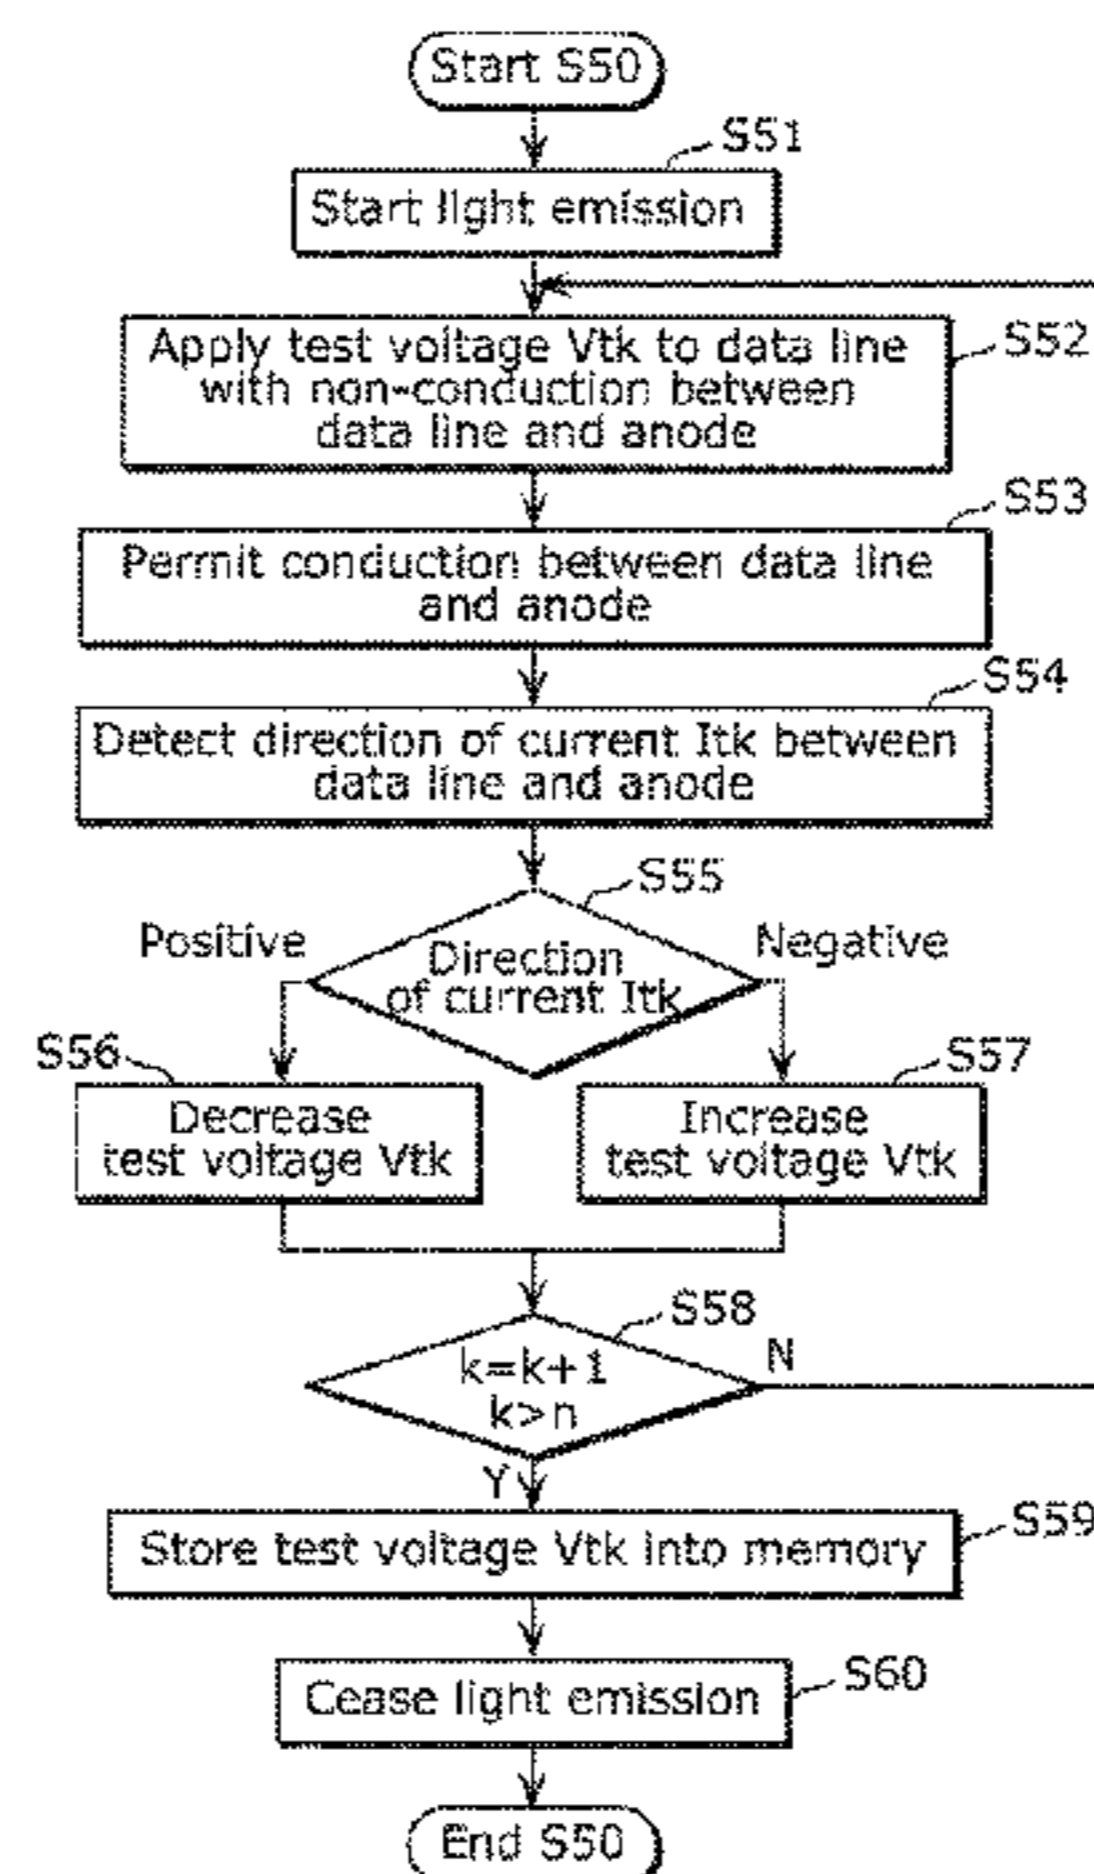 Start S50
S51
Start light emission
S52
Apply test voltage Vtk to data line
with non-conduction between
data line and anode
S53
Permit conduction between data line
and anode
S54
Detect direction of current Itk between
data line and anode
S55
Positive
Negative
Direction
of current Itk
S56
S57
Decrease
test voltage Vtk
Increase
test voltage Vtk
S58
k=k+1
k>n
N
Y
S59
Store test voltage Vtk into memory
S60
Cease light emission
End S50